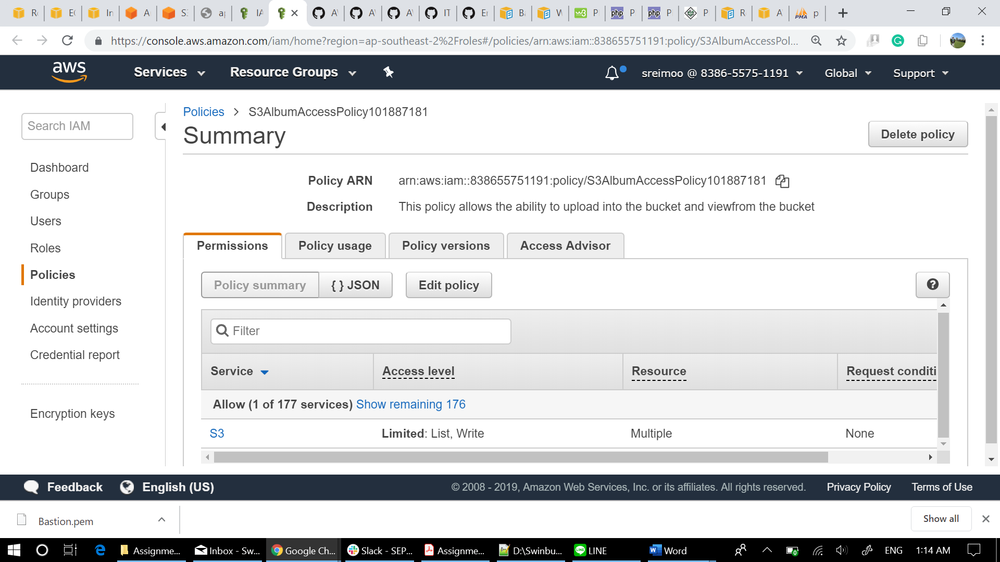 https://console.aws.amazon.com/iam/home?region=ap-southeast-2%2Froles#/policies/arn:aws:iam::838655751191:policy/S3AlbumAccessPol...
aws
Services
Resource Groups
sreimoo @ 8386-5575-1191
Global
Support
Search IAM
Dashboard
Groups
Users
Roles
Policies
Identity providers
Account settings
Credential report
Encryption keys
Policies > S3AlbumAccessPolicy101887181
Summary
Delete policy
Policy ARN
arn:aws:iam::838655751191:policy/S3AlbumAccessPolicy101887181
Description
This policy allows the ability to upload into the bucket and viewfrom the bucket
Permissions
Policy usage
Policy versions
Access Advisor
Policy summary
{ } JSON
Edit policy
?
Filter
Service
Access level
Resource
Request conditi
Allow (1 of 177 services) Show remaining 176
S3
Limited: List, Write
Multiple
None
Feedback
English (US)
© 2008 - 2019, Amazon Web Services, Inc. or its affiliates. All rights reserved.
Privacy Policy
Terms of Use
Bastion.pem
Show all
Assignme...
Inbox - Sw...
Google Ch...
Slack - SEP...
Assignme...
D:\Swinbu...
LINE
Word
ENG
1:14 AM